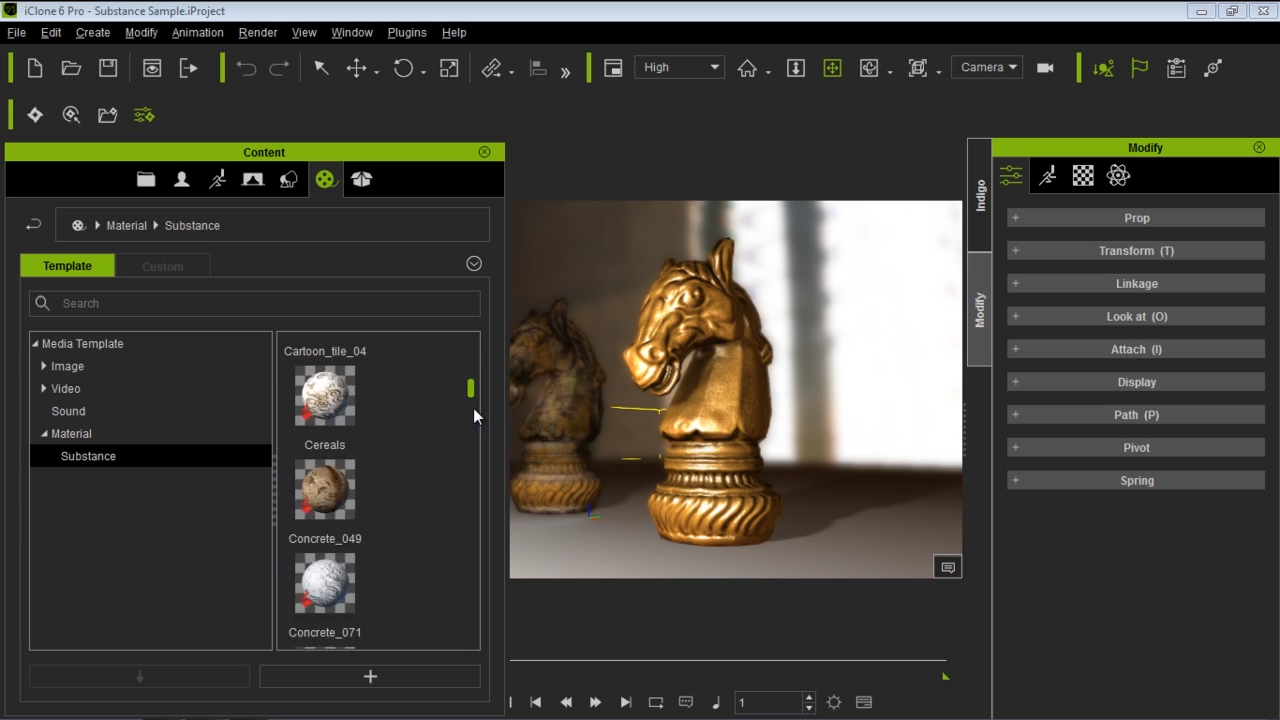 iClone 6 Pro - Substance Sample.iProject
File Edit Create Modify Animation Render View Window Plugins Help
High
Camera
Content
Material Substance
Template Custom
Search
Media Template
Image
Video
Sound
Material
Substance
Cartoon_tile_04
Cereals
Concrete_049
Concrete_071
1
Indigo
Modify
Modify
Prop
Transform (T)
Linkage
Look at (O)
Attach (I)
Display
Path (P)
Pivot
Spring